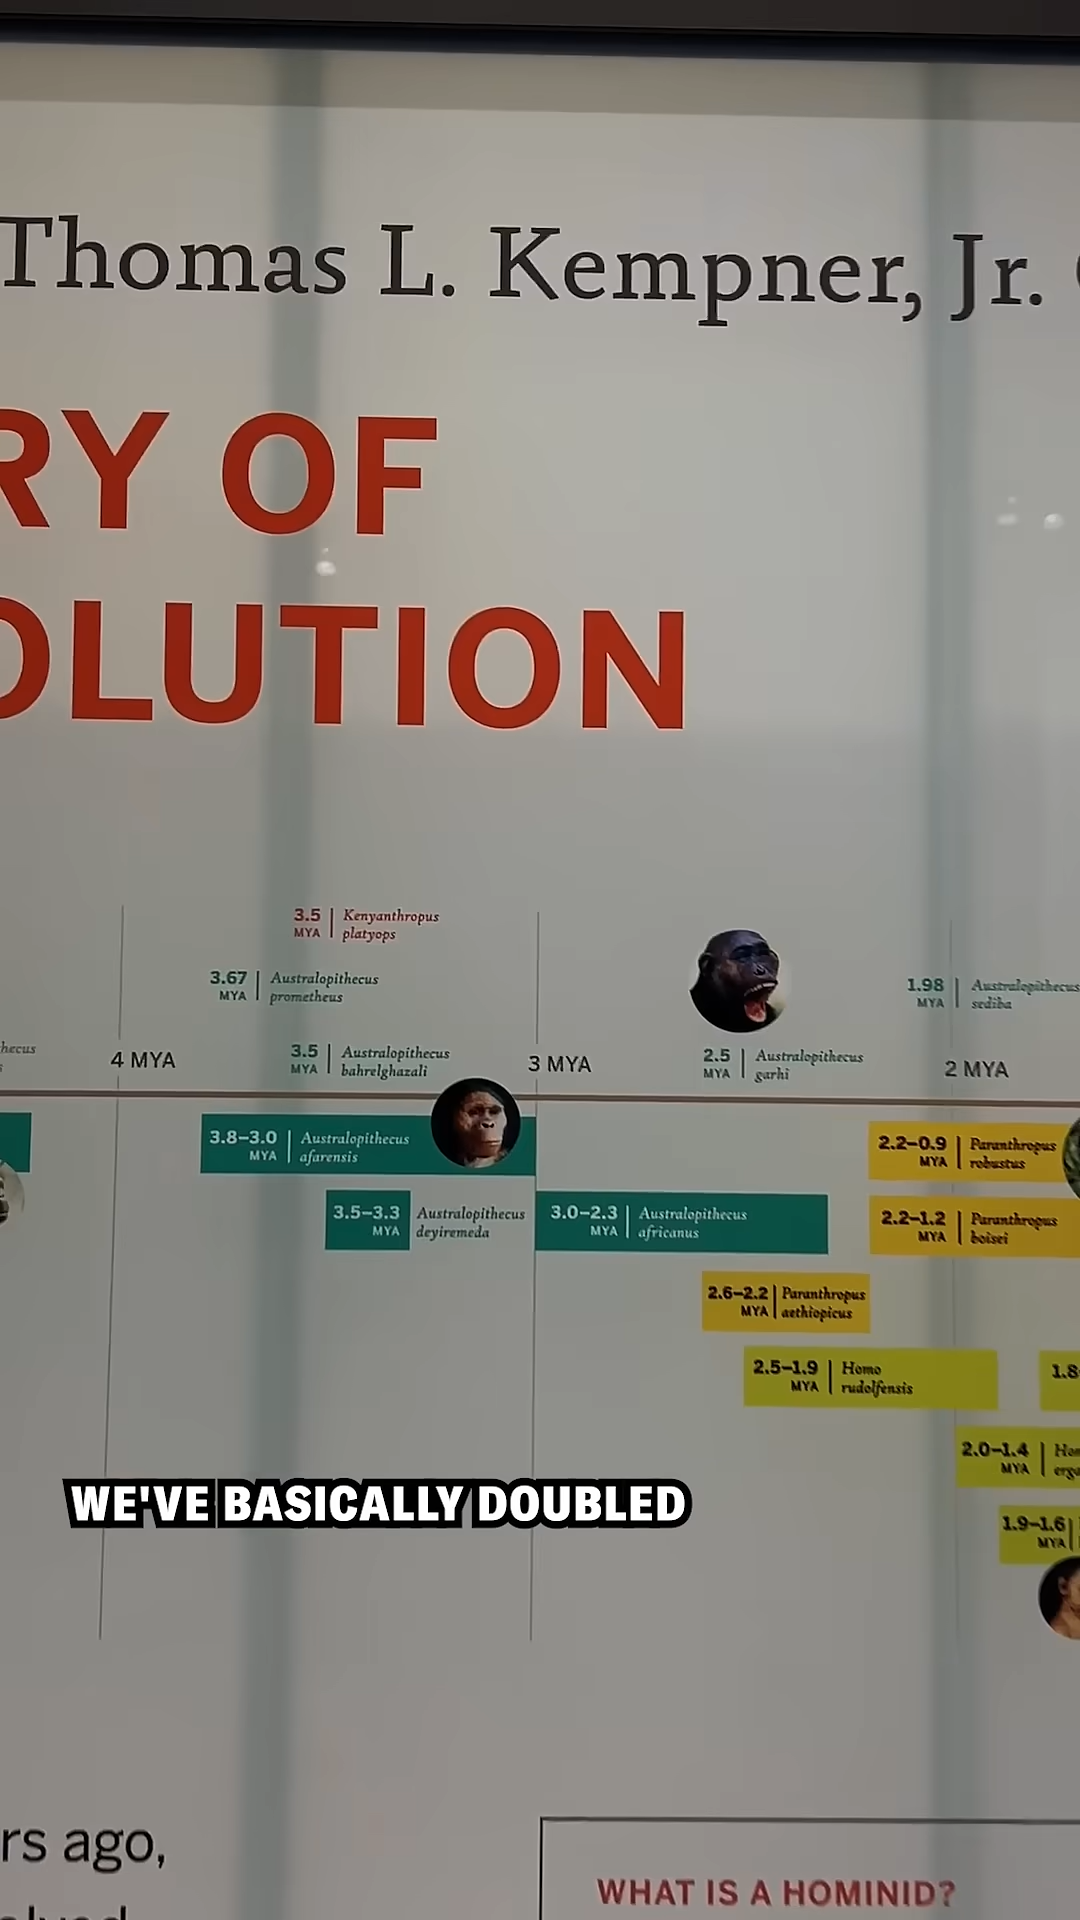 Thomas L. Kempner, Jr.
RY OF
OLUTION
3.5 MYA | Kenyanthropus
platyops
3.67 MYA | Australopithecus
prometheus
1.98 MYA | Australopithecus
sediba
hecus
4 MYA
3.5 MYA | Australopithecus
bahrelghazali
3 MYA
2.5 MYA | Australopithecus
garhi
2 MYA
3.8–3.0 MYA | Australopithecus
afarensis
2.2–0.9 MYA | Paranthropus
robustus
3.5–3.3 MYA Australopithecus
deyiremeda
3.0–2.3 MYA | Australopithecus
africanus
2.2–1.2 MYA | Paranthropus
boisei
2.6–2.2 MYA | Paranthropus
aethiopicus
2.5–1.9 MYA | Homo
rudolfensis
1.8
2.0–1.4 MYA | Ho
erga
1.9–1.6 MYA |
WE'VE BASICALLY DOUBLED
rs ago,
WHAT IS A HOMINID?